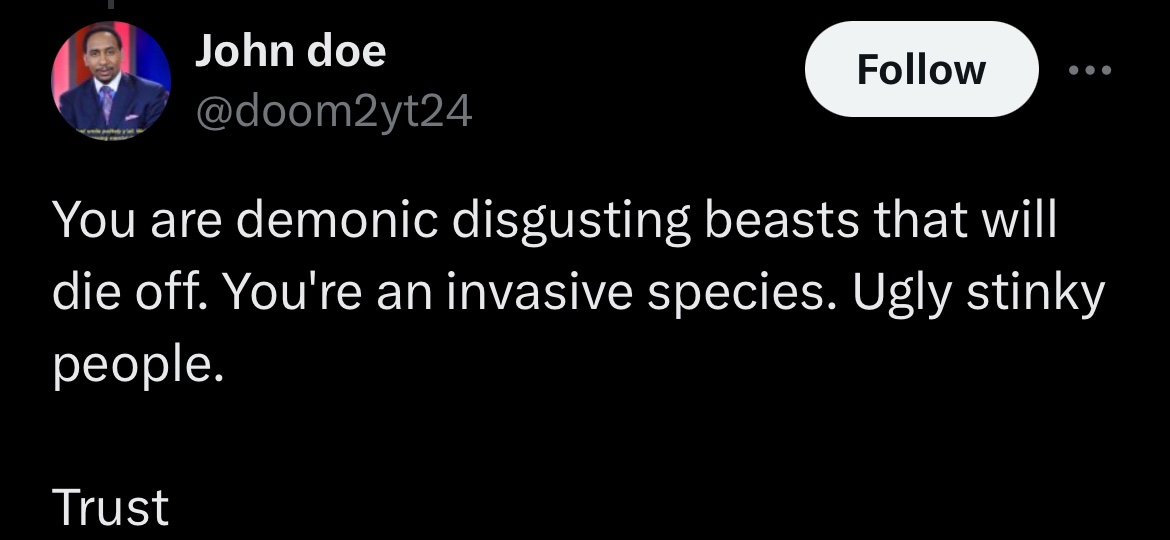 John doe
Follow
@doom2yt24
You are demonic disgusting beasts that will
die off. You're an invasive species. Ugly stinky
people.
Trust